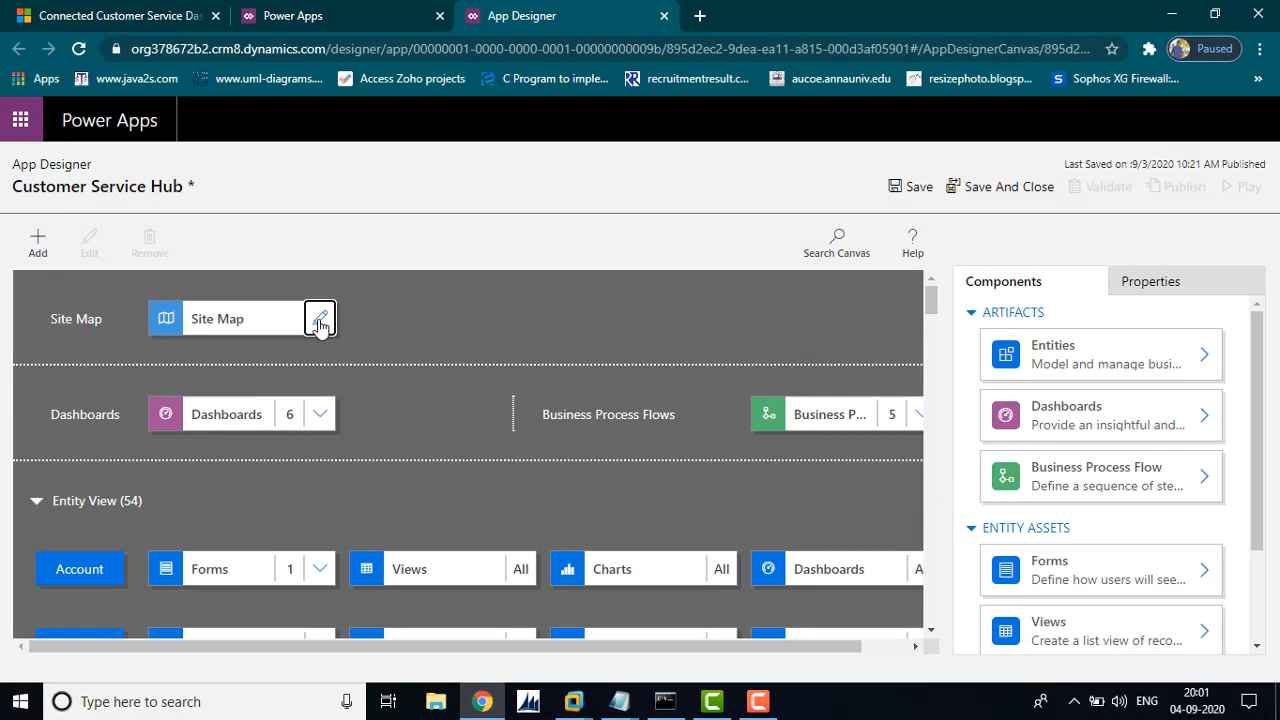 Connected Customer Service Das
Power Apps
App Designer
org378672b2.crm8.dynamics.com/designer/app/00000001-0000-0000-0001-00000000009b/895d2ec2-9dea-ea11-a815-000d3af05901#/AppDesignerCanvas/895d2...
Paused
Apps
www.java2s.com
www.uml-diagrams....
Access Zoho projects
C Program to imple...
recruitmentresult.c...
aucoe.annauniv.edu
resizephoto.blogsp...
Sophos XG Firewall:...
»
Power Apps
App Designer
Last Saved on :9/3/2020 10:21 AM Published
Customer Service Hub *
Save
Save And Close
Validate
Publish
Play
Add
Edit
Remove
Search Canvas
Help
Components
Properties
Site Map
Site Map
ARTIFACTS
Entities
Model and manage busi...
Dashboards
Dashboards 6
Business Process Flows
Business P... 5
Dashboards
Provide an insightful and...
Business Process Flow
Define a sequence of ste...
Entity View (54)
ENTITY ASSETS
Account
Forms 1
Views All
Charts All
Dashboards A
Forms
Define how users will see...
Views
Create a list view of reco...
Type here to search
ENG
20:01
04-09-2020